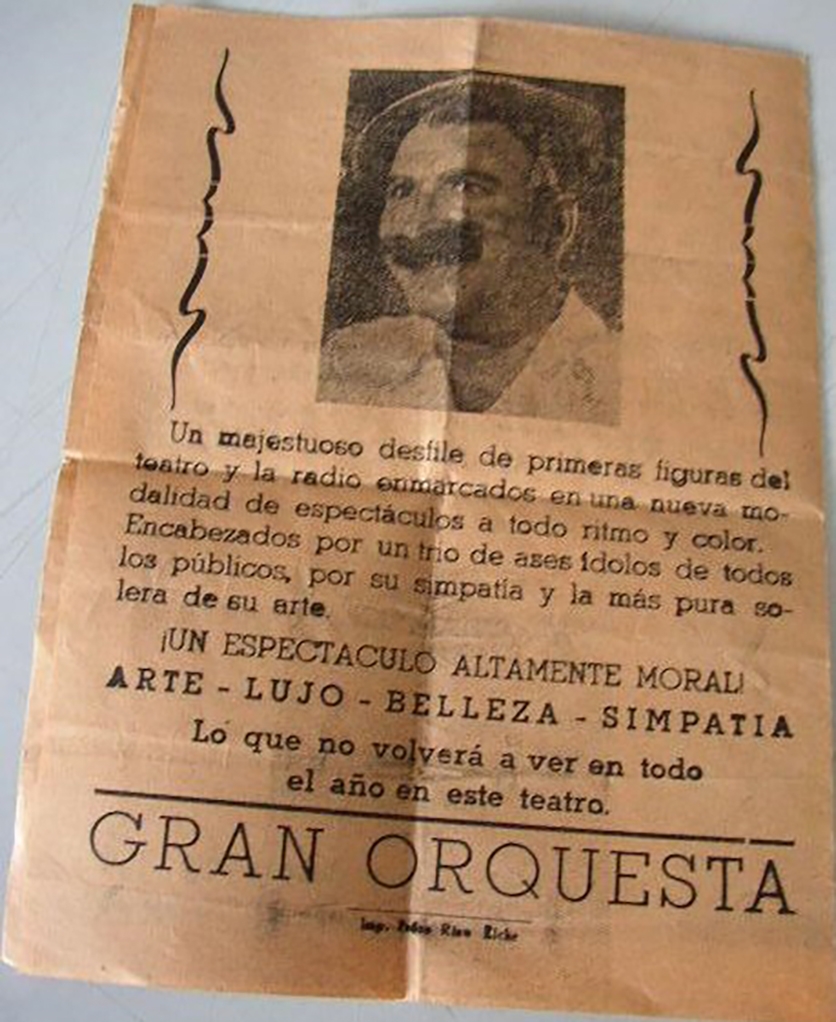 Un majestuoso desfile de primeras figuras del
teatro y la radio enmarcados en una nueva mo-
dalidad de espectáculos a todo ritmo y color.
Encabezados por un trio de ases ídolos de todos
los públicos, por su simpatía y la más pura so-
lera de su arte.
¡UN ESPECTACULO ALTAMENTE MORAL!
ARTE - LUJO - BELLEZA - SIMPATIA
Lo que no volverá a ver en todo
el año en este teatro.
GRAN ORQUESTA
Imp.